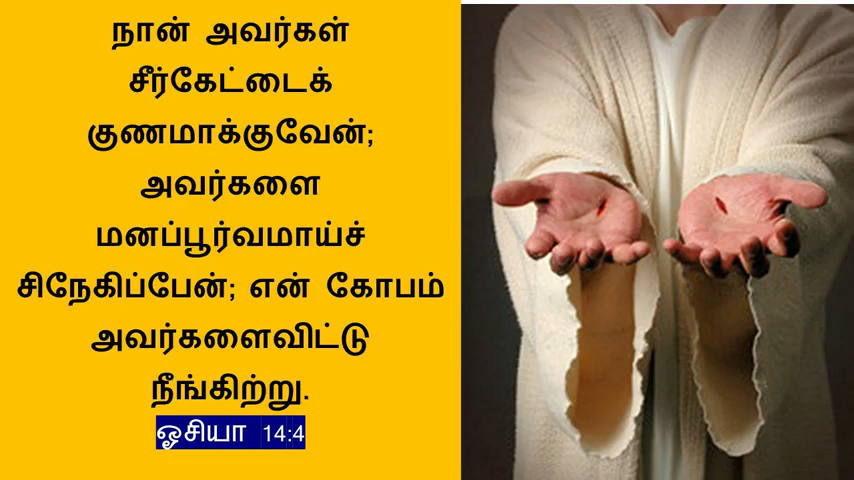 நான் அவர்கள்
சீர்கேட்டைக்
குணமாக்குவேன்;
அவர்களை
மனப்பூர்வமாய்ச்
சிநேகிப்பேன்; என் கோபம்
அவர்களைவிட்டு
நீங்கிற்று.
ஓசியா 14:4